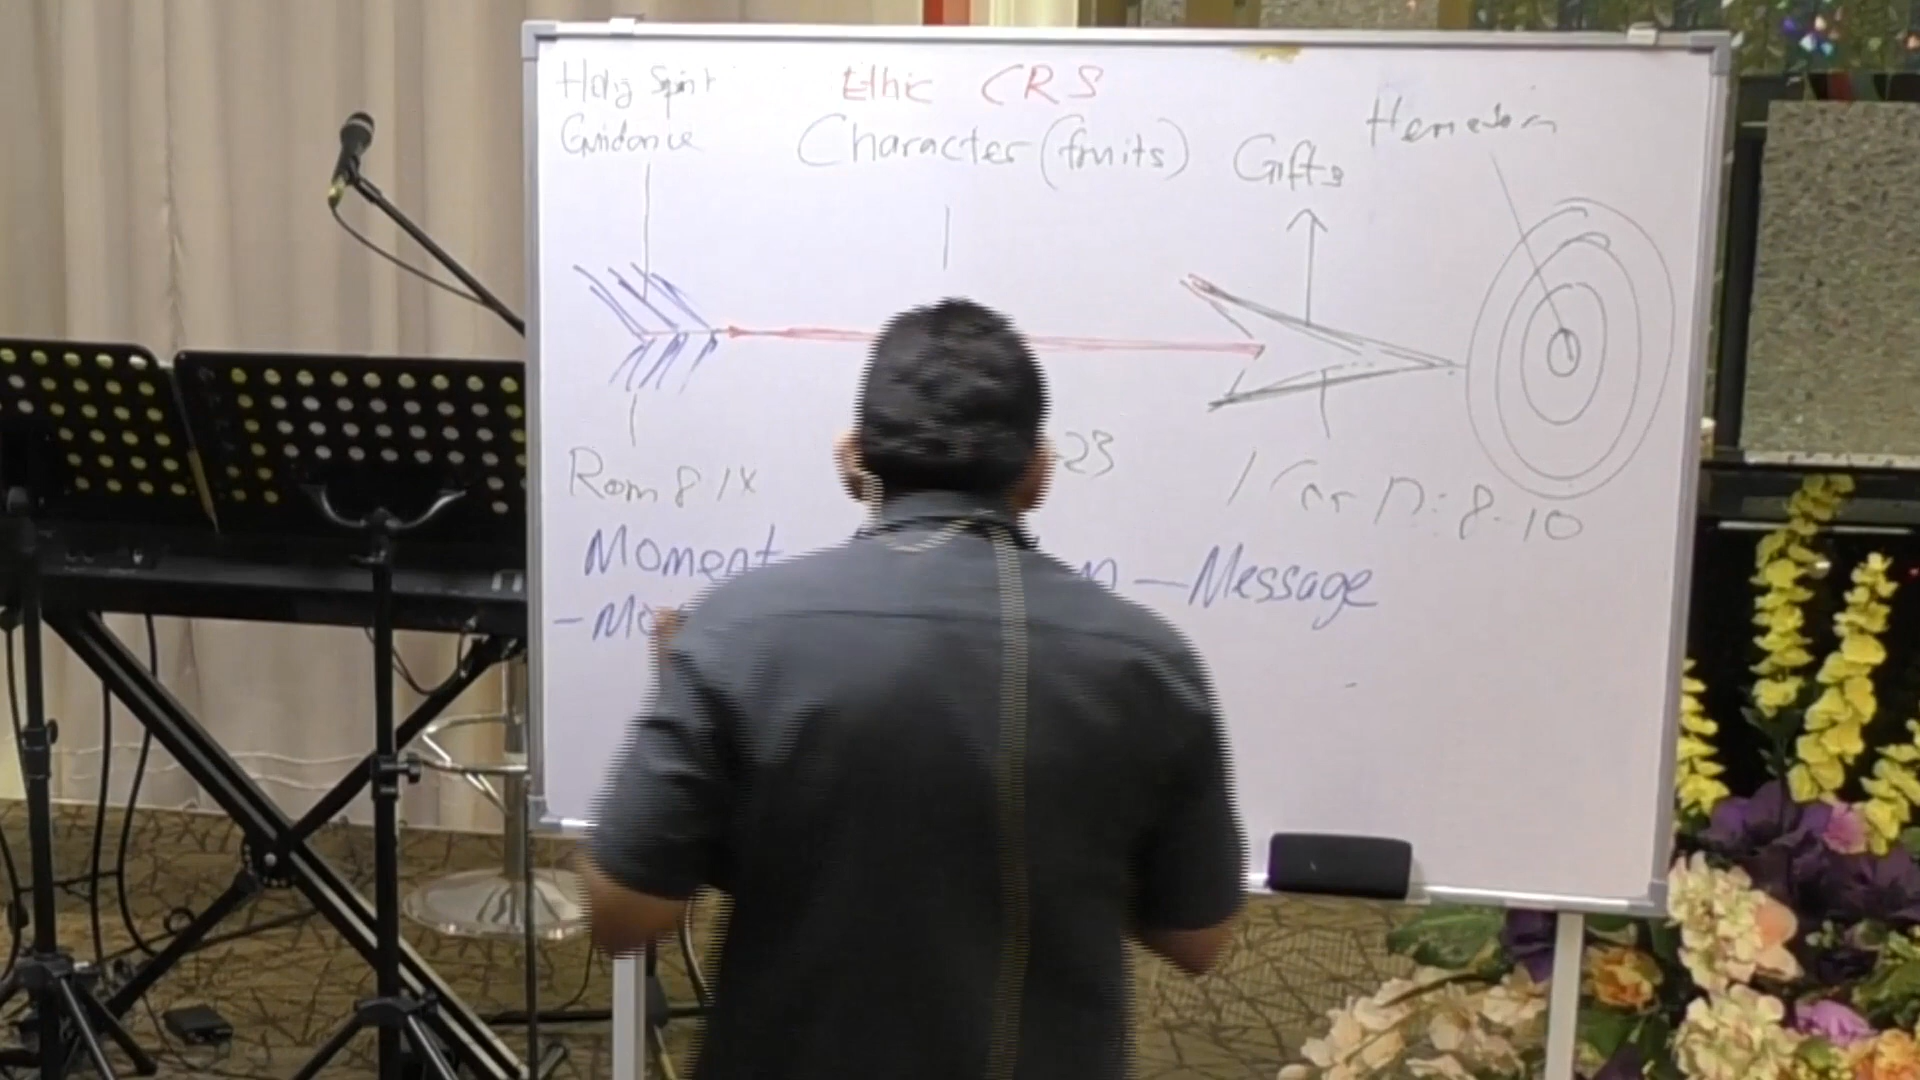 Holy Spirit
Guidance
Ethic CRS
Character (fruits)
Gifts
Rom 8 14
-23
1 Cor 12: 8-10
Moment
— Message